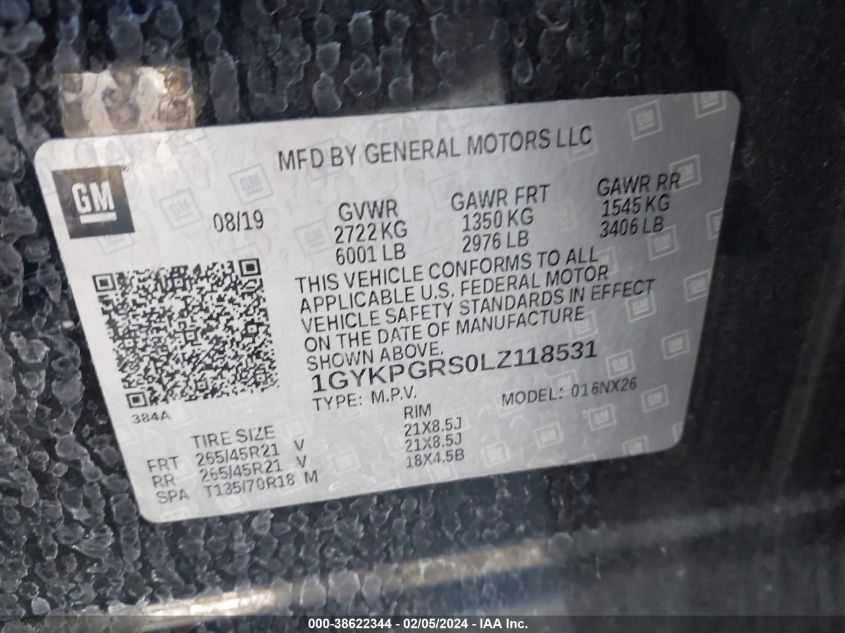 MFD BY GENERAL MOTORS LLC
GM
08/19
GVWR GAWR FRT GAWR RR
2722 KG 1350 KG 1545 KG
6001 LB 2976 LB 3406 LB
THIS VEHICLE CONFORMS TO ALL
APPLICABLE U.S. FEDERAL MOTOR
VEHICLE SAFETY STANDARDS IN EFFECT
ON THE DATE OF MANUFACTURE
SHOWN ABOVE.
1GYKPGRS0LZ118531
TYPE: M.P.V. MODEL: 016NX26
384A
TIRE SIZE RIM
FRT 265/45R21 V 21X8.5J
RR 265/45R21 V 21X8.5J
SPA T135/70R18 M 18X4.5B
000-38622344 - 02/05/2024 - IAA Inc.